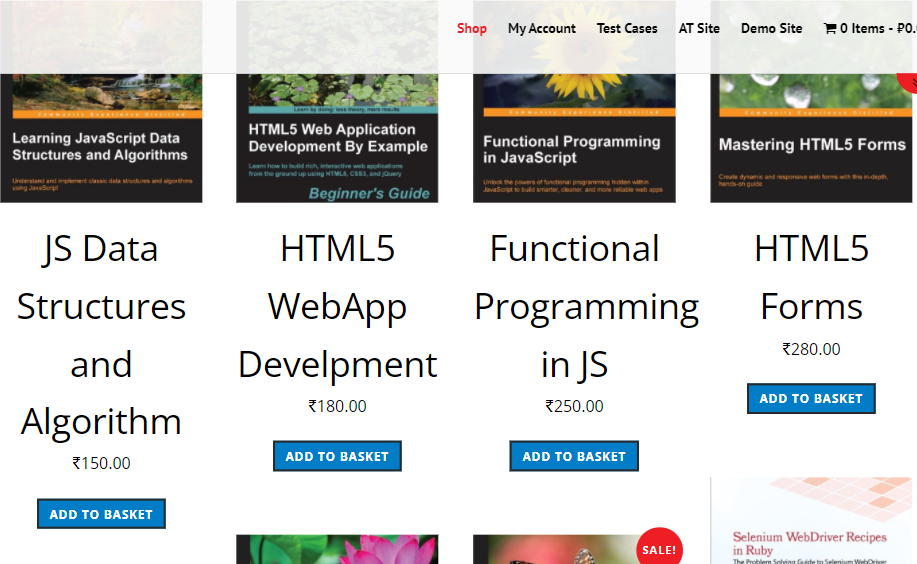 Shop My Account Test Cases AT Site Demo Site 0 Items - ₽0.
Community Experience Distilled
Learning JavaScript Data
Structures and Algorithms
Understand and implement classic data structures and algorithms
using JavaScript
Learn by doing: less theory, more results
HTML5 Web Application
Development By Example
Learn how to build rich, interactive web applications
from the ground up using HTML5, CSS3, and jQuery
Beginner's Guide
Community Experience Distilled
Functional Programming
in JavaScript
Unlock the powers of functional programming hidden within
JavaScript to build smarter, cleaner, and more reliable web apps
Community Experience Distilled
Mastering HTML5 Forms
Create dynamic and responsive web forms with this in-depth,
hands-on guide
JS Data
Structures
and
Algorithm
₹150.00
ADD TO BASKET
HTML5
WebApp
Develpment
₹180.00
ADD TO BASKET
Functional
Programming
in JS
₹250.00
ADD TO BASKET
HTML5
Forms
₹280.00
ADD TO BASKET
SALE!
Selenium WebDriver Recipes
in Ruby
The Problem Solving Guide to Selenium WebDriver